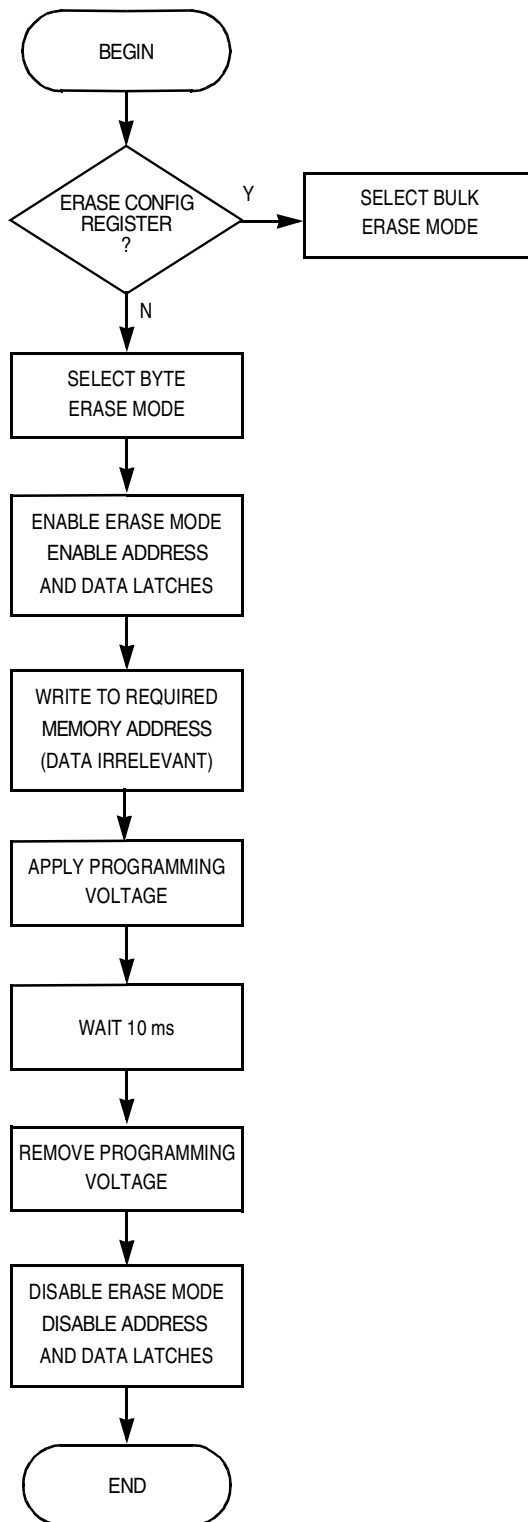 BEGIN
ERASE CONFIG
REGISTER
?
Y
SELECT BULK
ERASE MODE
N
SELECT BYTE
ERASE MODE
ENABLE ERASE MODE
ENABLE ADDRESS
AND DATA LATCHES
WRITE TO REQUIRED
MEMORY ADDRESS
(DATA IRRELEVANT)
APPLY PROGRAMMING
VOLTAGE
WAIT 10 ms
REMOVE PROGRAMMING
VOLTAGE
DISABLE ERASE MODE
DISABLE ADDRESS
AND DATA LATCHES
END